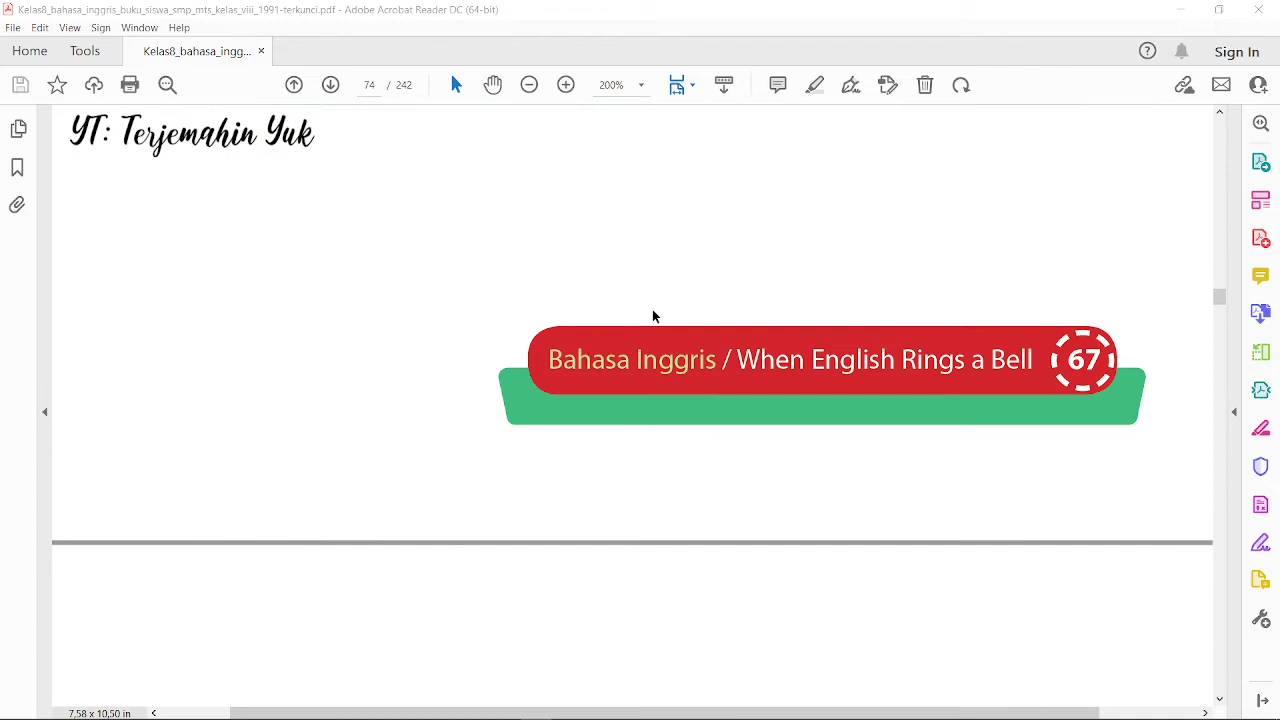 Kelas8_bahasa_inggris_buku_siswa_smp_mts_kelas_viii_1991-terkunci.pdf - Adobe Acrobat Reader DC (64-bit)
File Edit View Sign Window Help
Home Tools Kelas8_bahasa_ingg... × Sign In
74 / 242 200%
YT: Terjemahin Yuk
Bahasa Inggris / When English Rings a Bell 67
7,58 x 10,50 in